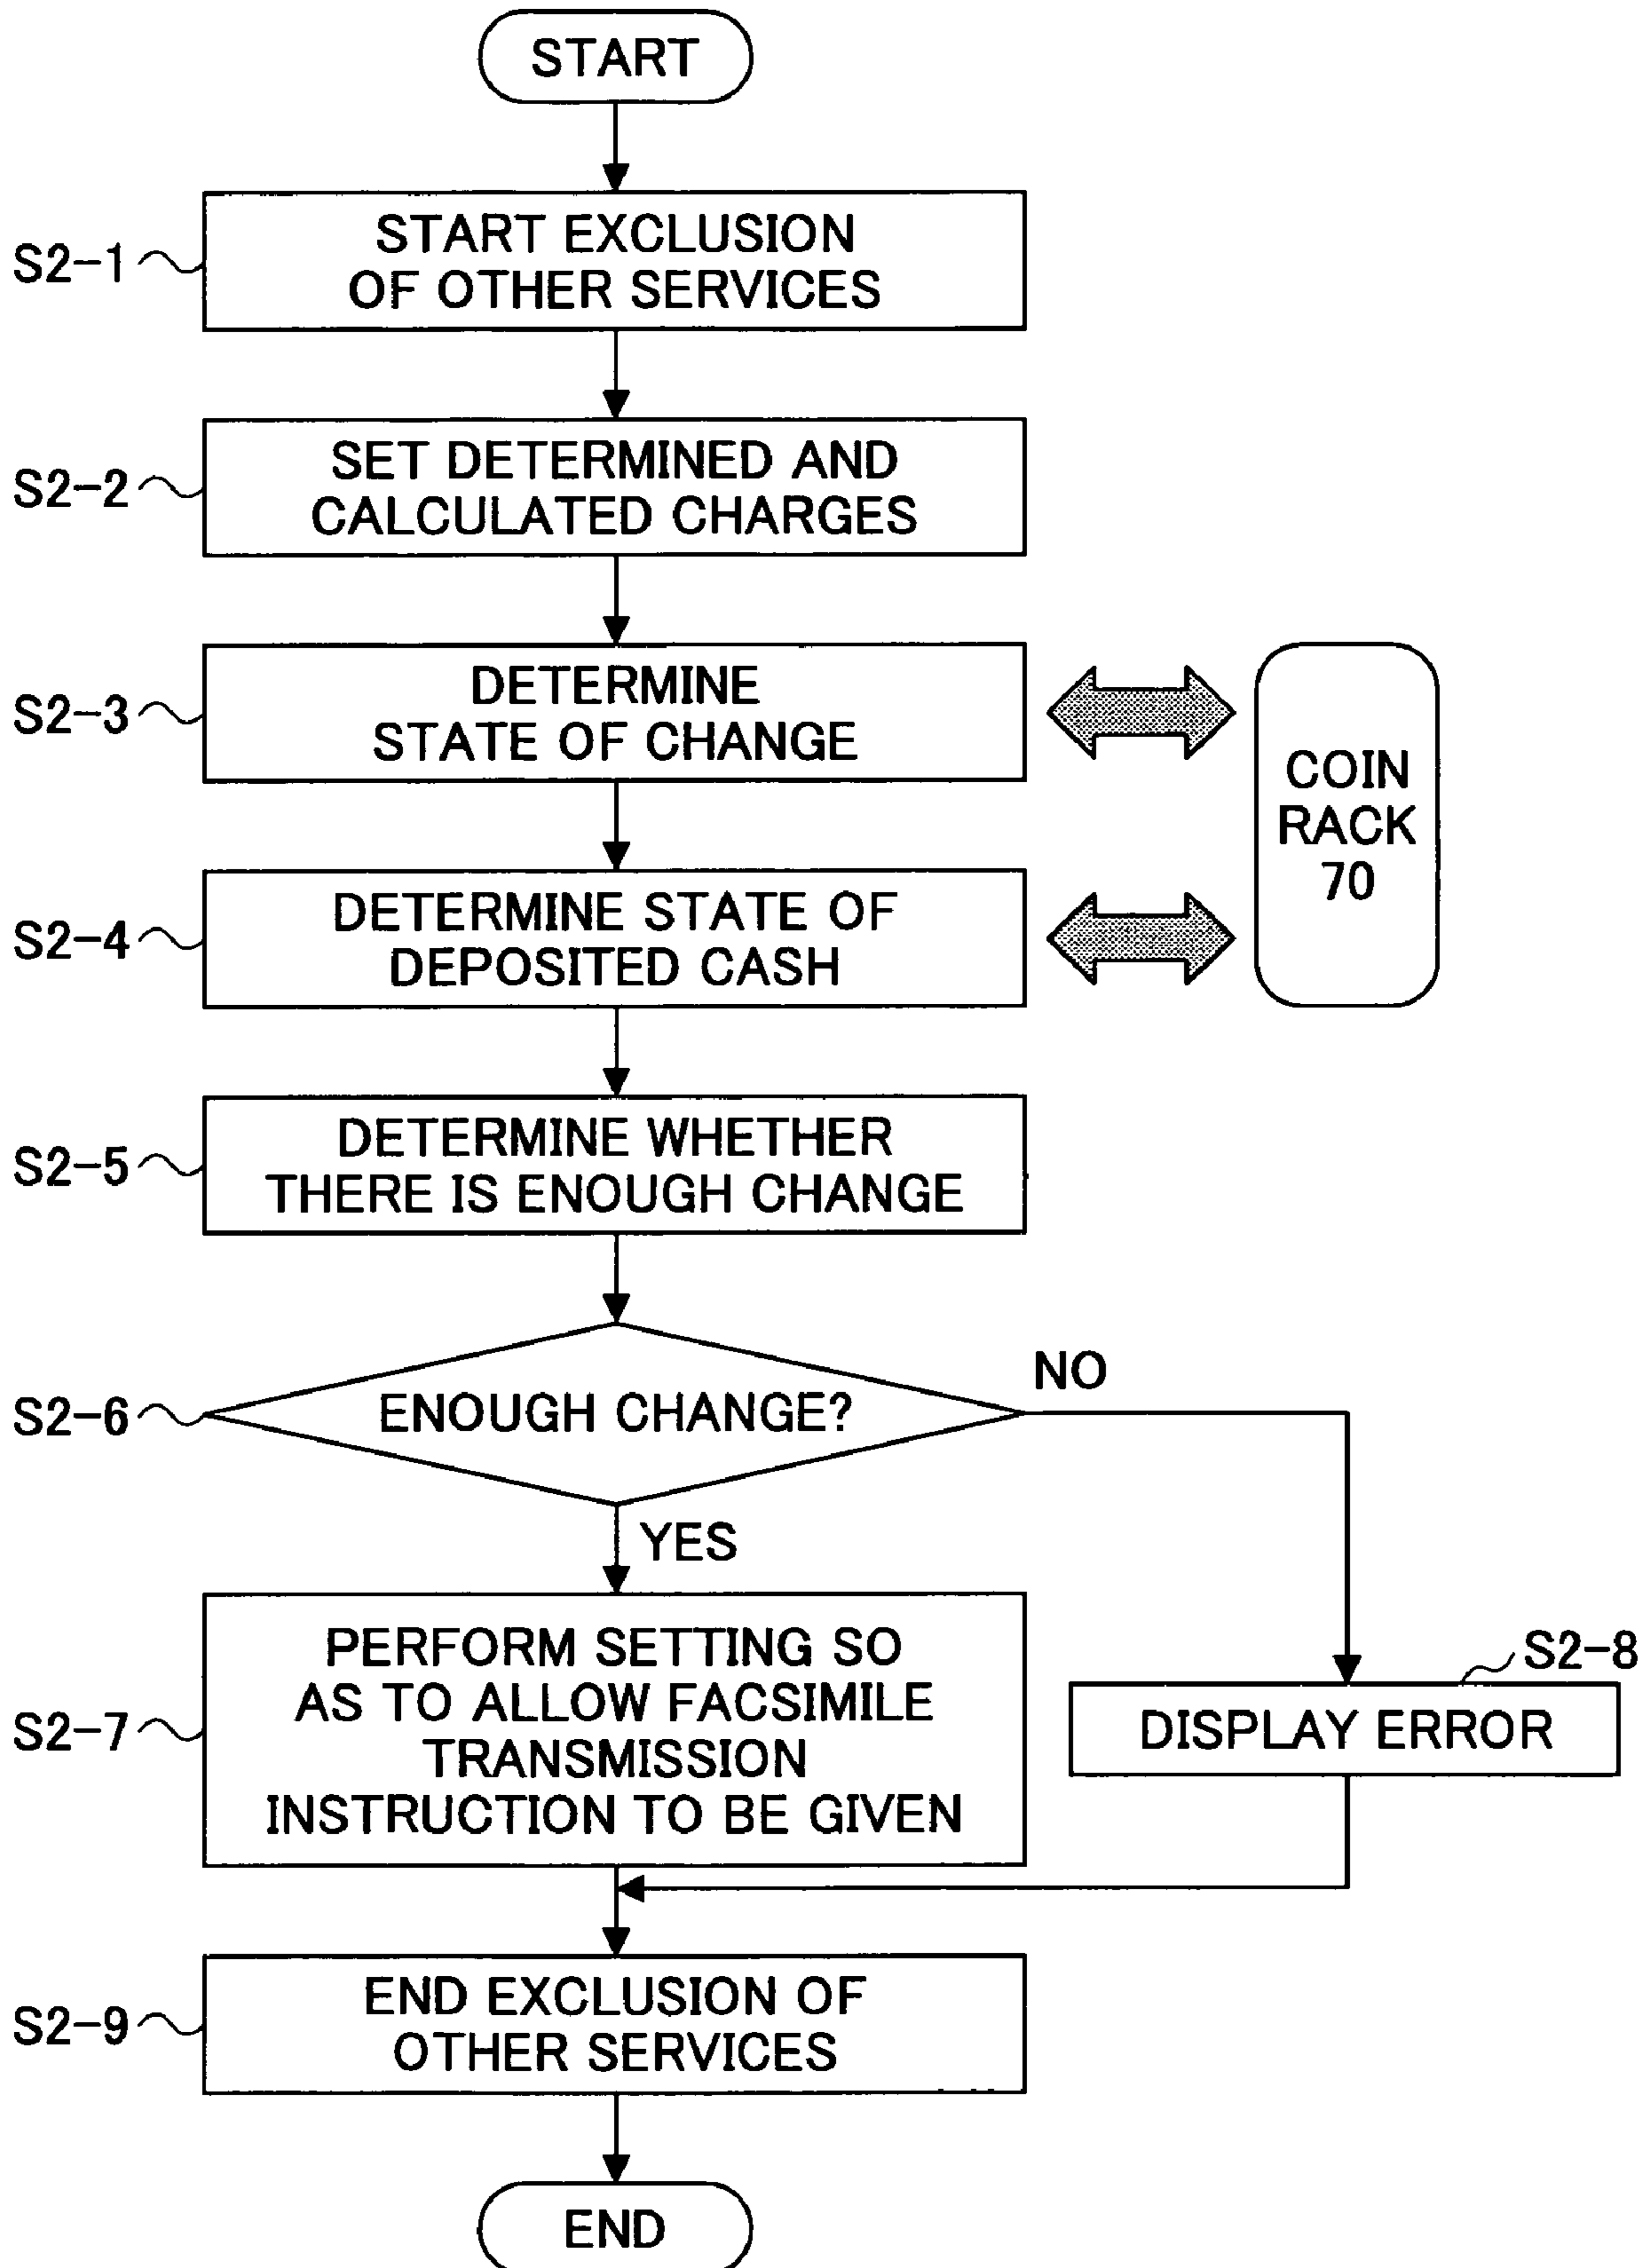 START
S2-1
START EXCLUSION
OF OTHER SERVICES
S2-2
SET DETERMINED AND
CALCULATED CHARGES
S2-3
DETERMINE
STATE OF CHANGE
COIN
RACK
70
S2-4
DETERMINE STATE OF
DEPOSITED CASH
S2-5
DETERMINE WHETHER
THERE IS ENOUGH CHANGE
S2-6
ENOUGH CHANGE?
NO
YES
S2-7
PERFORM SETTING SO
AS TO ALLOW FACSIMILE
TRANSMISSION
INSTRUCTION TO BE GIVEN
S2-8
DISPLAY ERROR
S2-9
END EXCLUSION OF
OTHER SERVICES
END